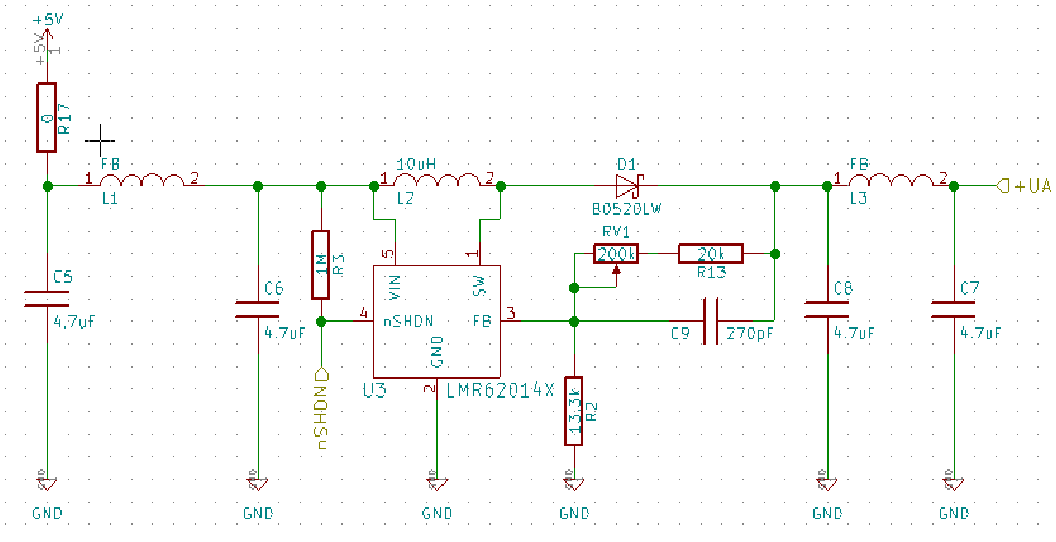 +5V
+5V
1
0
R17
FB
1
2
L1
C5
4.7uF
C6
4.7uF
1M
R3
10uH
1
2
L2
D1
B0520LW
RV1
200k
20k
R13
5
1
VIN
SW
4
nSHDN
FB
3
GND
2
U3
LMR62014X
nSHDN
C9
270pF
13.3k
R2
FB
1
2
L3
+UA
C8
4.7uF
C7
4.7uF
GND
GND
GND
GND
GND
GND